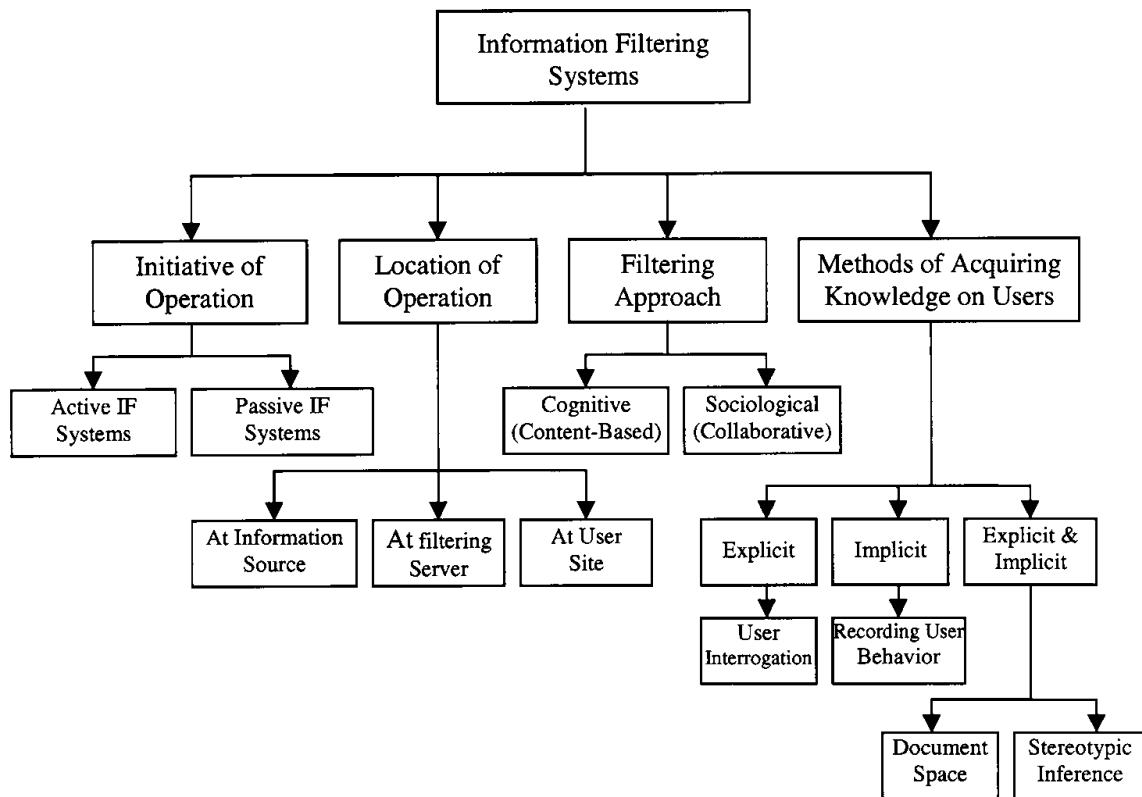 Information Filtering
Systems
Initiative of
Operation
Location of
Operation
Filtering
Approach
Methods of Acquiring
Knowledge on Users
Active IF
Systems
Passive IF
Systems
Cognitive
(Content-Based)
Sociological
(Collaborative)
At Information
Source
At filtering
Server
At User
Site
Explicit
Implicit
Explicit &
Implicit
User
Interrogation
Recording User
Behavior
Document
Space
Stereotypic
Inference